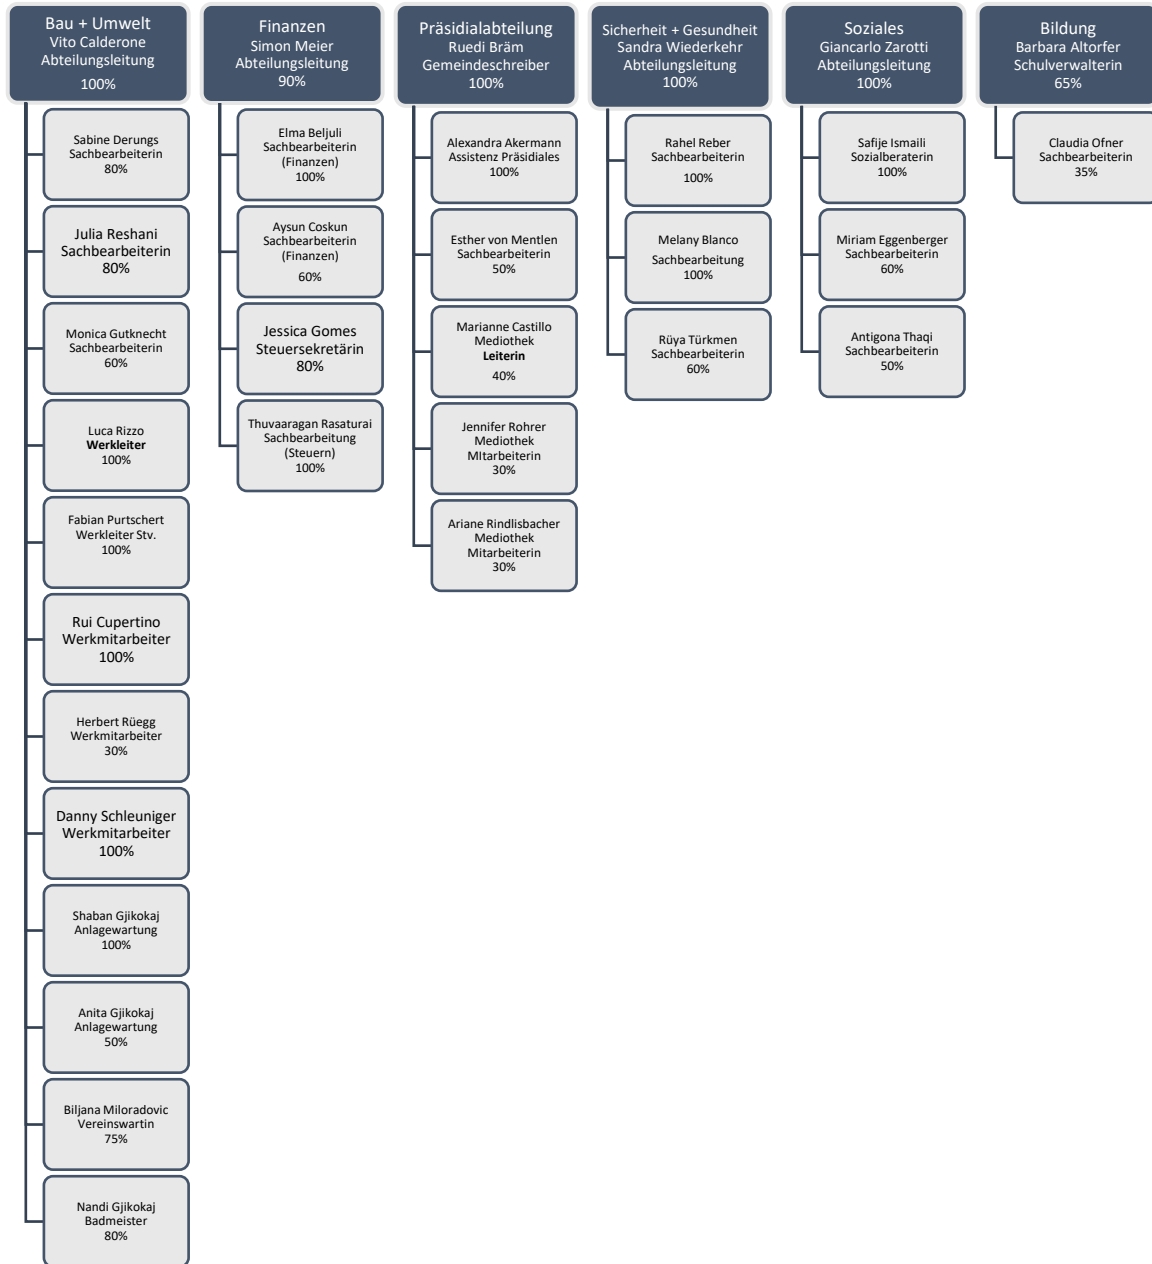 Bau + Umwelt
Vito Calderone
Abteilungsleitung
100%
Sabine Derungs
Sachbearbeiterin
80%
Julia Reshani
Sachbearbeiterin
80%
Monica Gutknecht
Sachbearbeiterin
60%
Luca Rizzo
Werkleiter
100%
Fabian Purtschert
Werkleiter Stv.
100%
Rui Cupertino
Werkmitarbeiter
100%
Herbert Rüegg
Werkmitarbeiter
30%
Danny Schleuniger
Werkmitarbeiter
100%
Shaban Gjikokaj
Anlagewartung
100%
Anita Gjikokaj
Anlagewartung
50%
Biljana Miloradovic
Vereinswartin
75%
Nandi Gjikokaj
Badmeister
80%
Finanzen
Simon Meier
Abteilungsleitung
90%
Elma Beljuli
Sachbearbeiterin
(Finanzen)
100%
Aysun Coskun
Sachbearbeiterin
(Finanzen)
60%
Jessica Gomes
Steuersekretärin
80%
Thuvaaragan Rasaturai
Sachbearbeitung
(Steuern)
100%
Präsidialabteilung
Ruedi Bräm
Gemeindeschreiber
100%
Alexandra Akermann
Assistenz Präsidiales
100%
Esther von Mentlen
Sachbearbeiterin
50%
Marianne Castillo
Mediothek
Leiterin
40%
Jennifer Rohrer
Mediothek
MItarbeiterin
30%
Ariane Rindlisbacher
Mediothek
Mitarbeiterin
30%
Sicherheit + Gesundheit
Sandra Wiederkehr
Abteilungsleitung
100%
Rahel Reber
Sachbearbeiterin
100%
Melany Blanco
Sachbearbeitung
100%
Rüya Türkmen
Sachbearbeiterin
60%
Soziales
Giancarlo Zarotti
Abteilungsleitung
100%
Safije Ismaili
Sozialberaterin
100%
Miriam Eggenberger
Sachbearbeiterin
60%
Antigona Thaqi
Sachbearbeiterin
50%
Bildung
Barbara Altorfer
Schulverwalterin
65%
Claudia Ofner
Sachbearbeiterin
35%